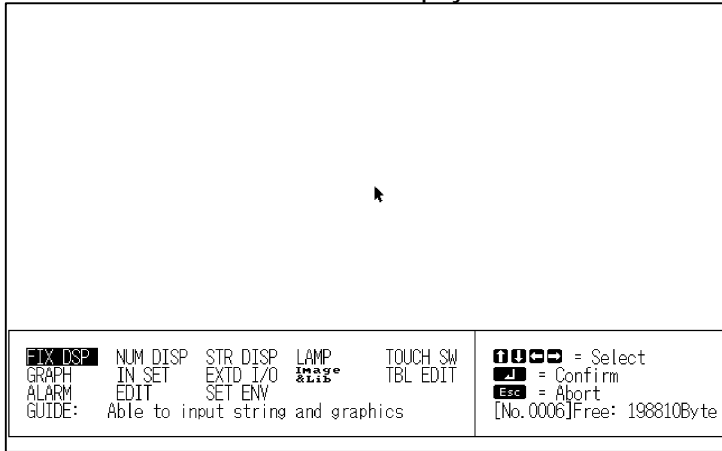 FIX DSP NUM DISP STR DISP LAMP TOUCH SW
GRAPH IN SET EXTD I/O Image &Lib TBL EDIT
ALARM EDIT SET ENV
GUIDE: Able to input string and graphics
↑↓←→ = Select
↵ = Confirm
Esc = Abort
[No.0006]Free: 198810Byte